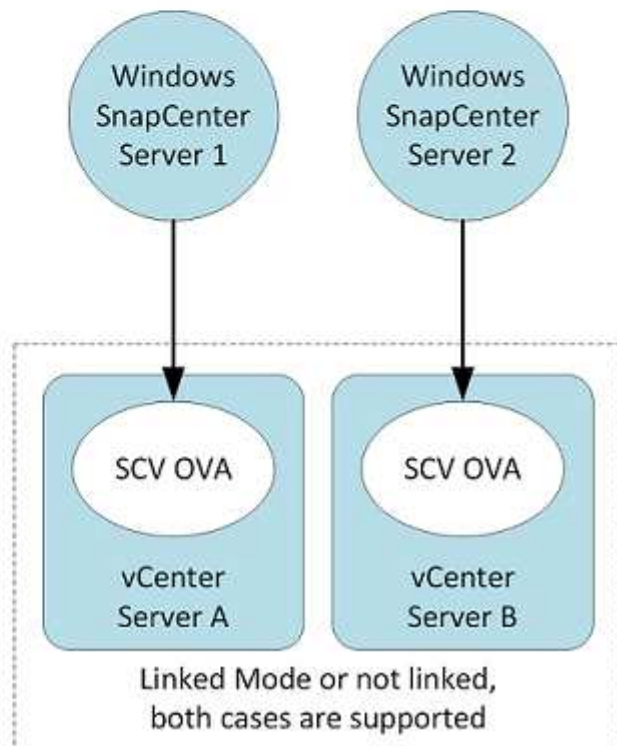 Windows
SnapCenter
Server 1
Windows
SnapCenter
Server 2
SCV OVA
vCenter
Server A
SCV OVA
vCenter
Server B
Linked Mode or not linked,
both cases are supported